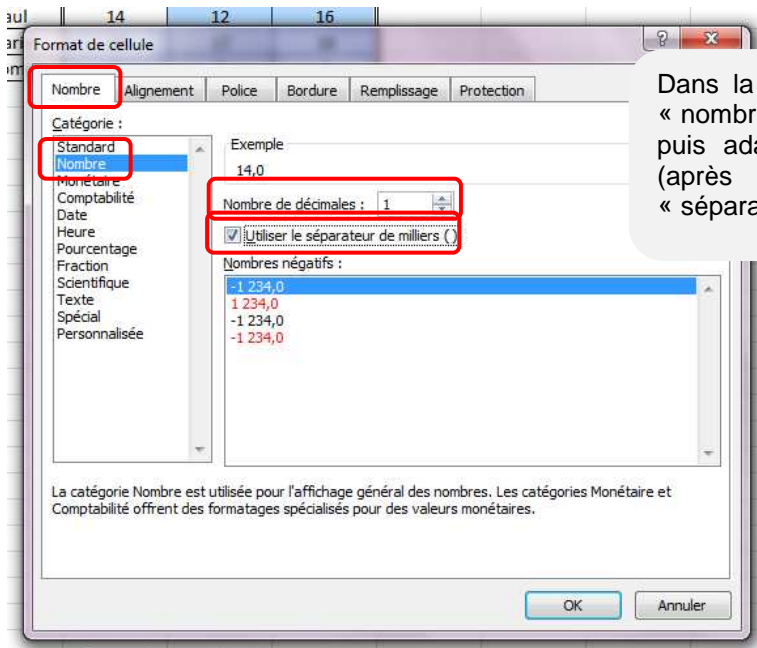 aul 14 12 16
ari
om
Format de cellule
Nombre Alignement Police Bordure Remplissage Protection
Catégorie :
Standard
Nombre
Monétaire
Comptabilité
Date
Heure
Pourcentage
Fraction
Scientifique
Texte
Spécial
Personnalisée
Exemple
14,0
Nombre de décimales : 1
Utiliser le séparateur de milliers ( )
Nombres négatifs :
-1 234,0
1 234,0
-1 234,0
-1 234,0
La catégorie Nombre est utilisée pour l'affichage général des nombres. Les catégories Monétaire et
Comptabilité offrent des formatages spécialisés pour des valeurs monétaires.
OK Annuler
Dans la
« nombr
puis ada
(après
« sépara